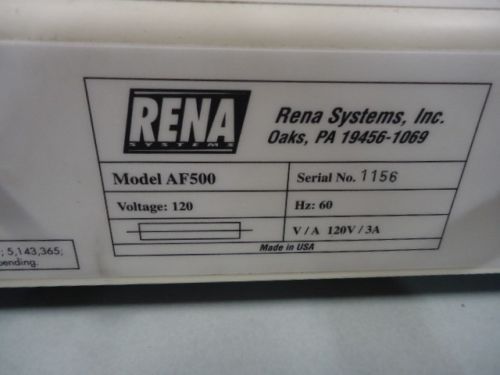 RENA
SYSTEMS
Rena Systems, Inc.
Oaks, PA 19456-1069
Model AF500
Serial No. 1156
Voltage: 120
Hz: 60
V / A 120V / 3A
Made in USA
; 5,143,365;
pending.